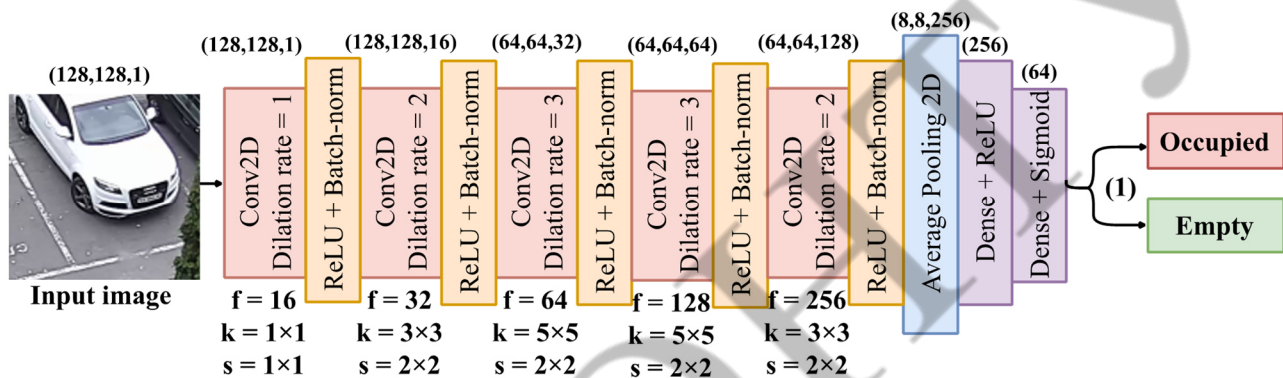 (128,128,1)
Input image
(128,128,1)
Conv2D
Dilation rate = 1
f = 16
k = 1×1
s = 1×1
ReLU + Batch-norm
(128,128,16)
Conv2D
Dilation rate = 2
f = 32
k = 3×3
s = 2×2
ReLU + Batch-norm
(64,64,32)
Conv2D
Dilation rate = 3
f = 64
k = 5×5
s = 2×2
ReLU + Batch-norm
(64,64,64)
Conv2D
Dilation rate = 3
f = 128
k = 5×5
s = 2×2
ReLU + Batch-norm
(64,64,128)
Conv2D
Dilation rate = 2
f = 256
k = 3×3
s = 2×2
ReLU + Batch-norm
(8,8,256)
Average Pooling 2D
(256)
Dense + ReLU
(64)
Dense + Sigmoid
(1)
Occupied
Empty